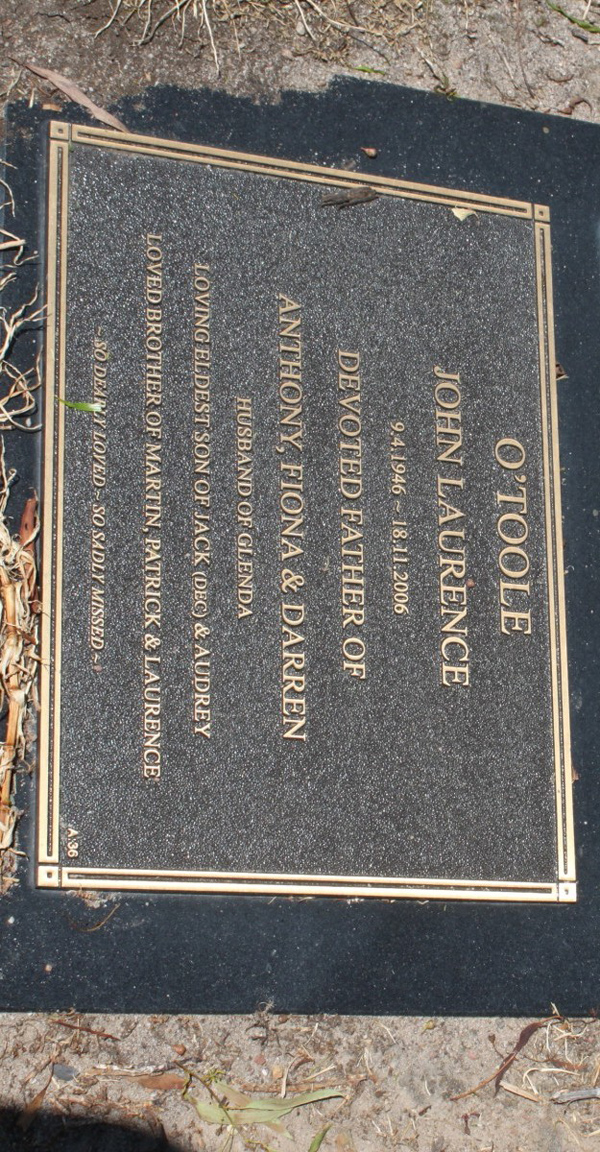 O'TOOLE
JOHN LAURENCE
9.4.1946 ~ 18.11.2006
DEVOTED FATHER OF
ANTHONY, FIONA & DARREN
HUSBAND OF GLENDA
LOVING ELDEST SON OF JACK (DEC) & AUDREY
LOVED BROTHER OF MARTIN, PATRICK & LAURENCE
~ SO DEARLY LOVED ~ SO SADLY MISSED ~
A 36